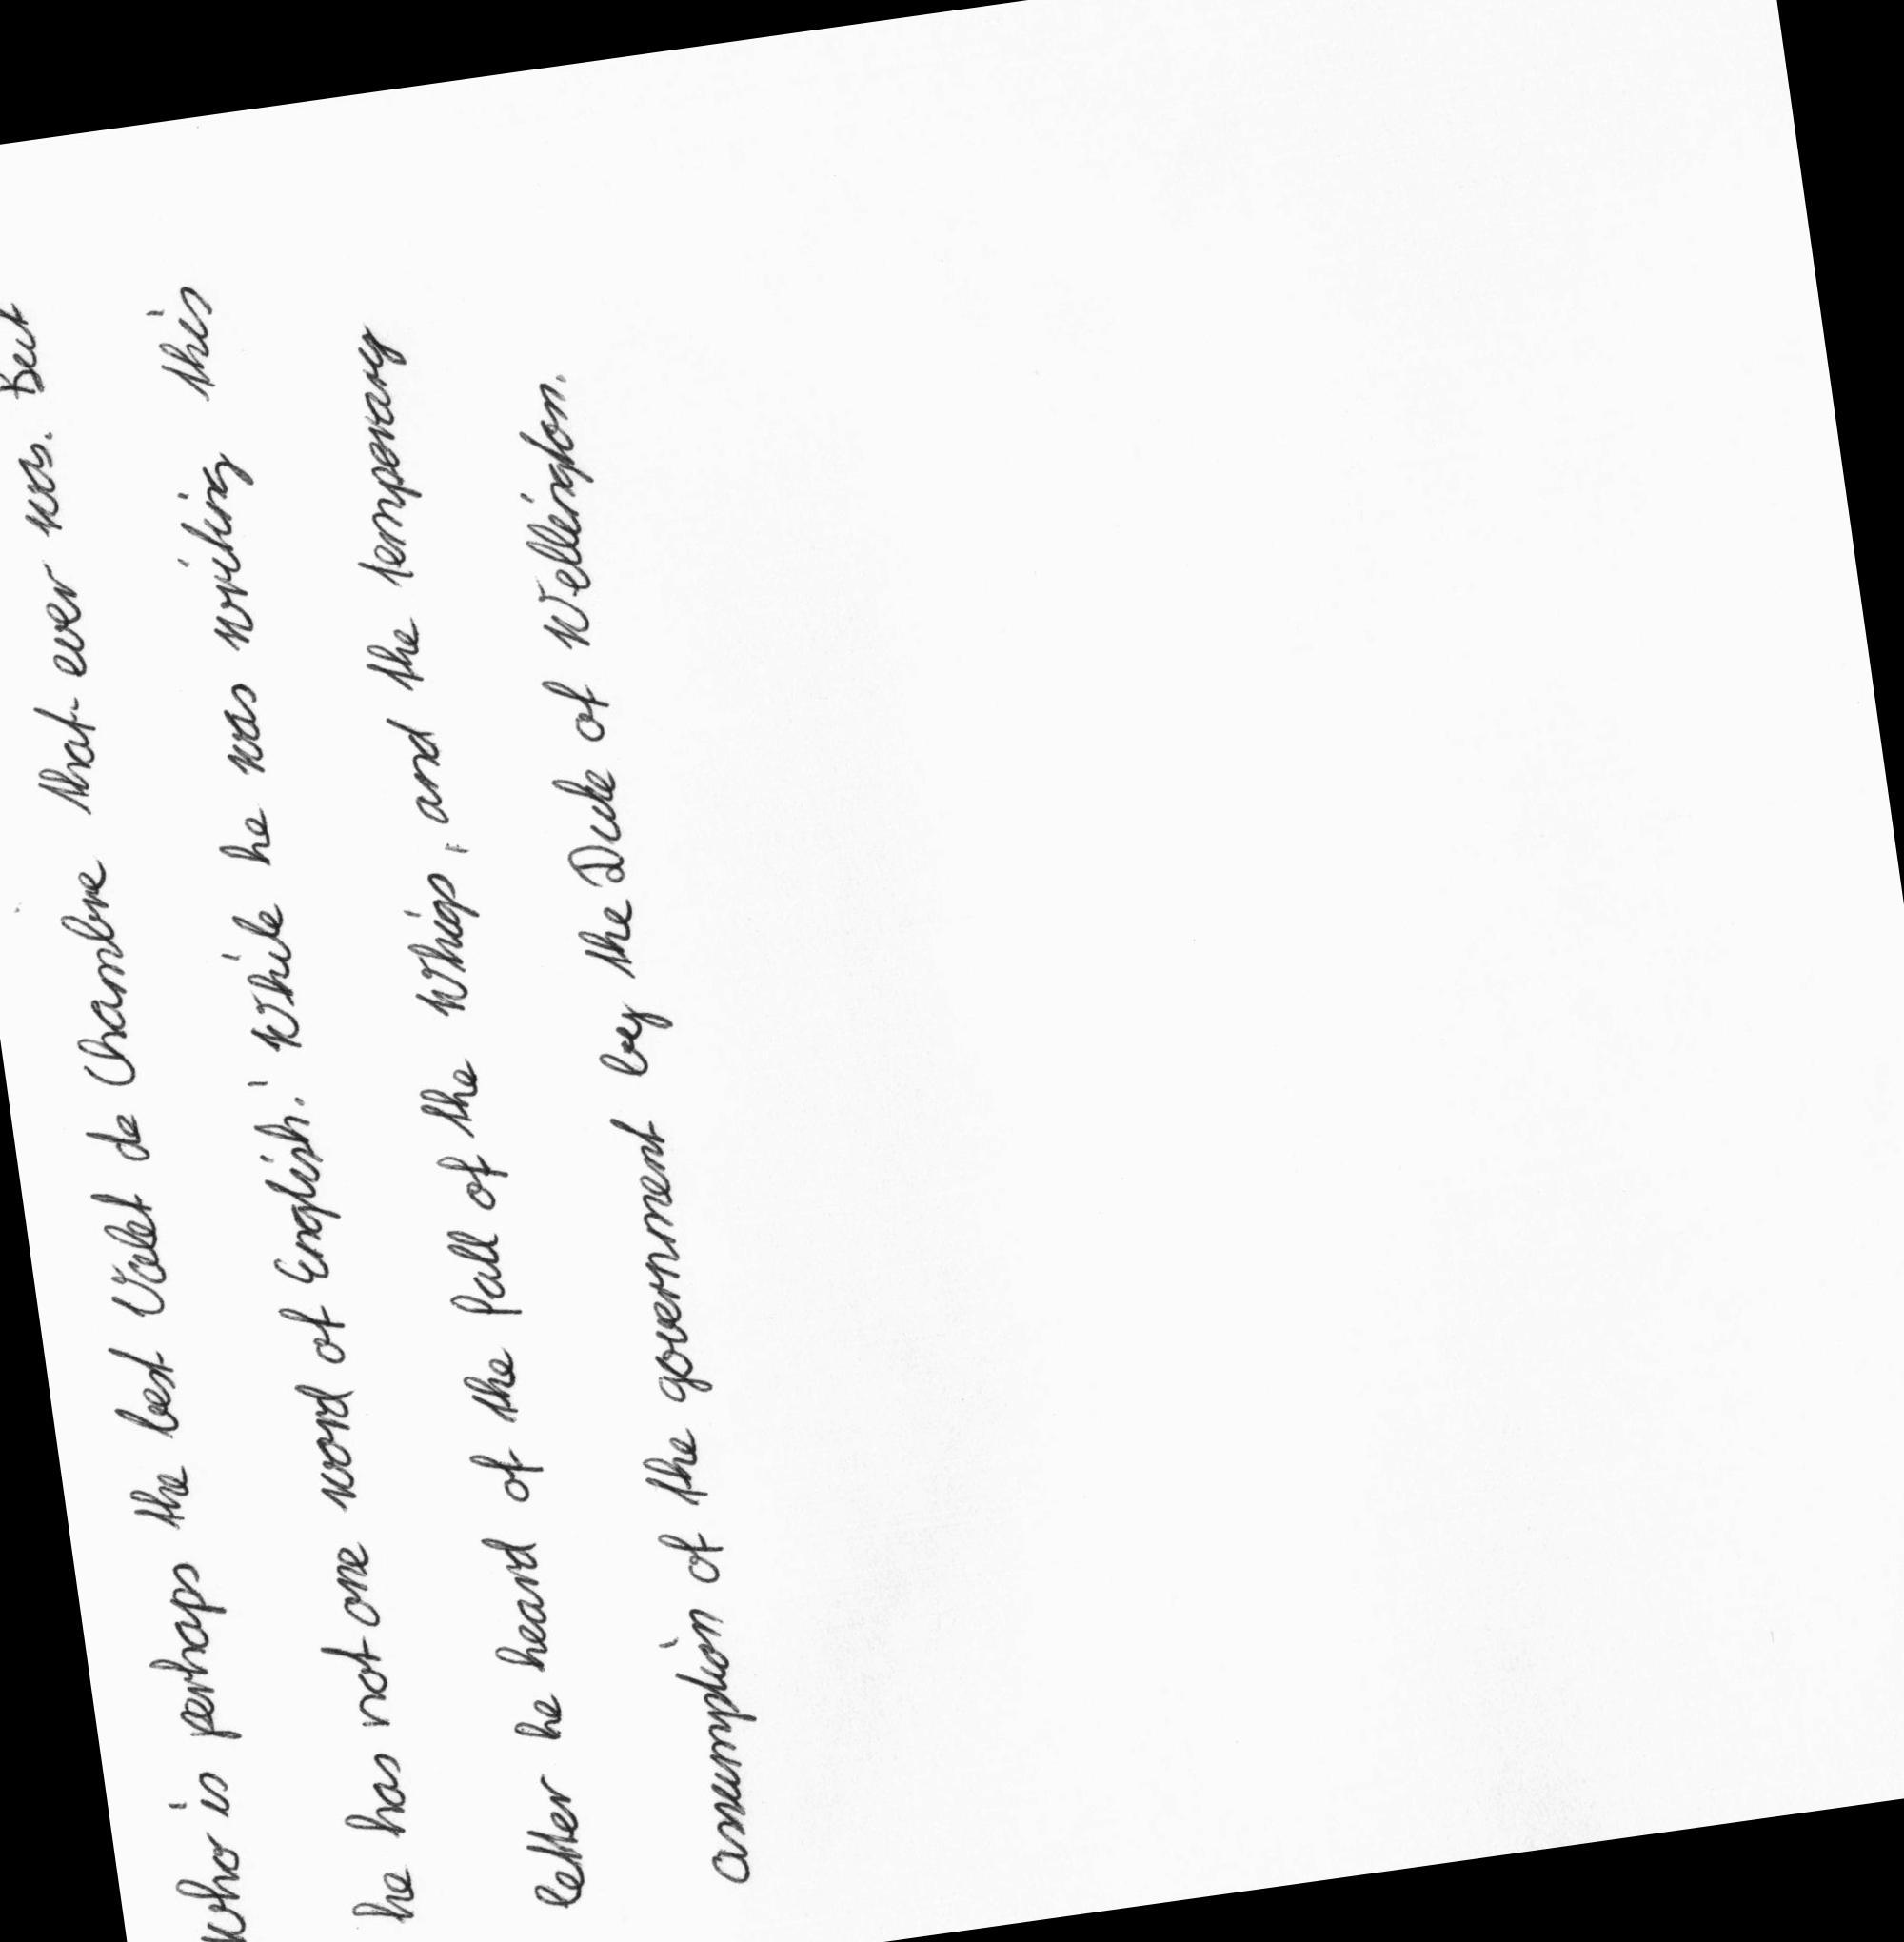 who is perhaps the best Valet de Chambre that ever was. But
he has not one word of English.' While he was writing this
letter he heard of the fall of the Whigs, and the temporary
assumption of the government by the Duke of Wellington.